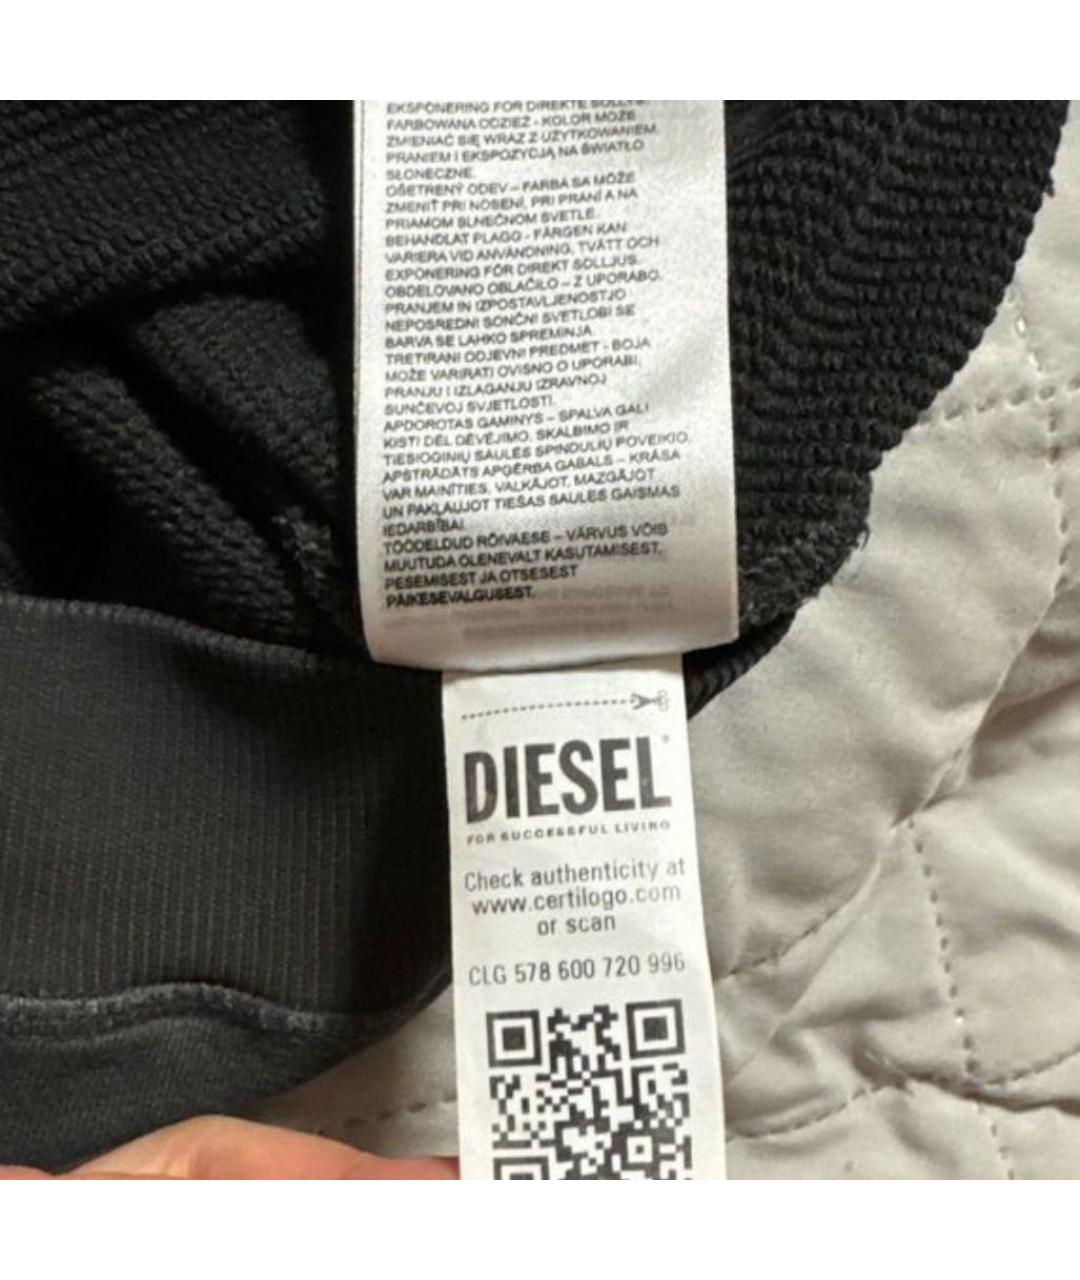 EKSPONERING FOR DIREKTE SOLLYS.
FARBOWANA ODZIEŻ - KOLOR MOŻE
ZMIENIAĆ SIĘ WRAZ Z UŻYTKOWANIEM,
PRANIEM I EKSPOZYCJĄ NA ŚWIATŁO
SŁONECZNE.
OŠETRENÝ ODEV – FARBA SA MÔŽE
ZMENIŤ PRI NOSENÍ, PRI PRANÍ A NA
PRIAMOM SLNEČNOM SVETLE.
BEHANDLAT PLAGG - FÄRGEN KAN
VARIERA VID ANVÄNDNING, TVÄTT OCH
EXPONERING FÖR DIREKT SOLLJUS.
OBDELOVANO OBLAČILO – Z UPORABO,
PRANJEM IN IZPOSTAVLJENOSTJO
NEPOSREDNI SONČNI SVETLOBI SE
BARVA SE LAHKO SPREMINJA.
TRETIRANI ODJEVNI PREDMET - BOJA
MOŽE VARIRATI OVISNO O UPORABI,
PRANJU I IZLAGANJU IZRAVNOJ
SUNČEVOJ SVJETLOSTI.
APDOROTAS GAMINYS – SPALVA GALI
KISTI DĖL DĖVĖJIMO, SKALBIMO IR
TIESIOGINIŲ SAULĖS SPINDULIŲ POVEIKIO.
APSTRĀDĀTS APĢĒRBA GABALS – KRĀSA
VAR MAINĪTIES, VALKĀJOT, MAZGĀJOT
UN PAKĻAUJOT TIEŠAS SAULES GAISMAS
IEDARBĪBAI.
TÖÖDELDUD RÕIVAESE – VÄRVUS VÕIB
MUUTUDA OLENEVALT KASUTAMISEST,
PESEMISEST JA OTSESEST
PÄIKESEVALGUSEST.
DIESEL
FOR SUCCESSFUL LIVING
Check authenticity at
www.certilogo.com
or scan
CLG 578 600 720 996